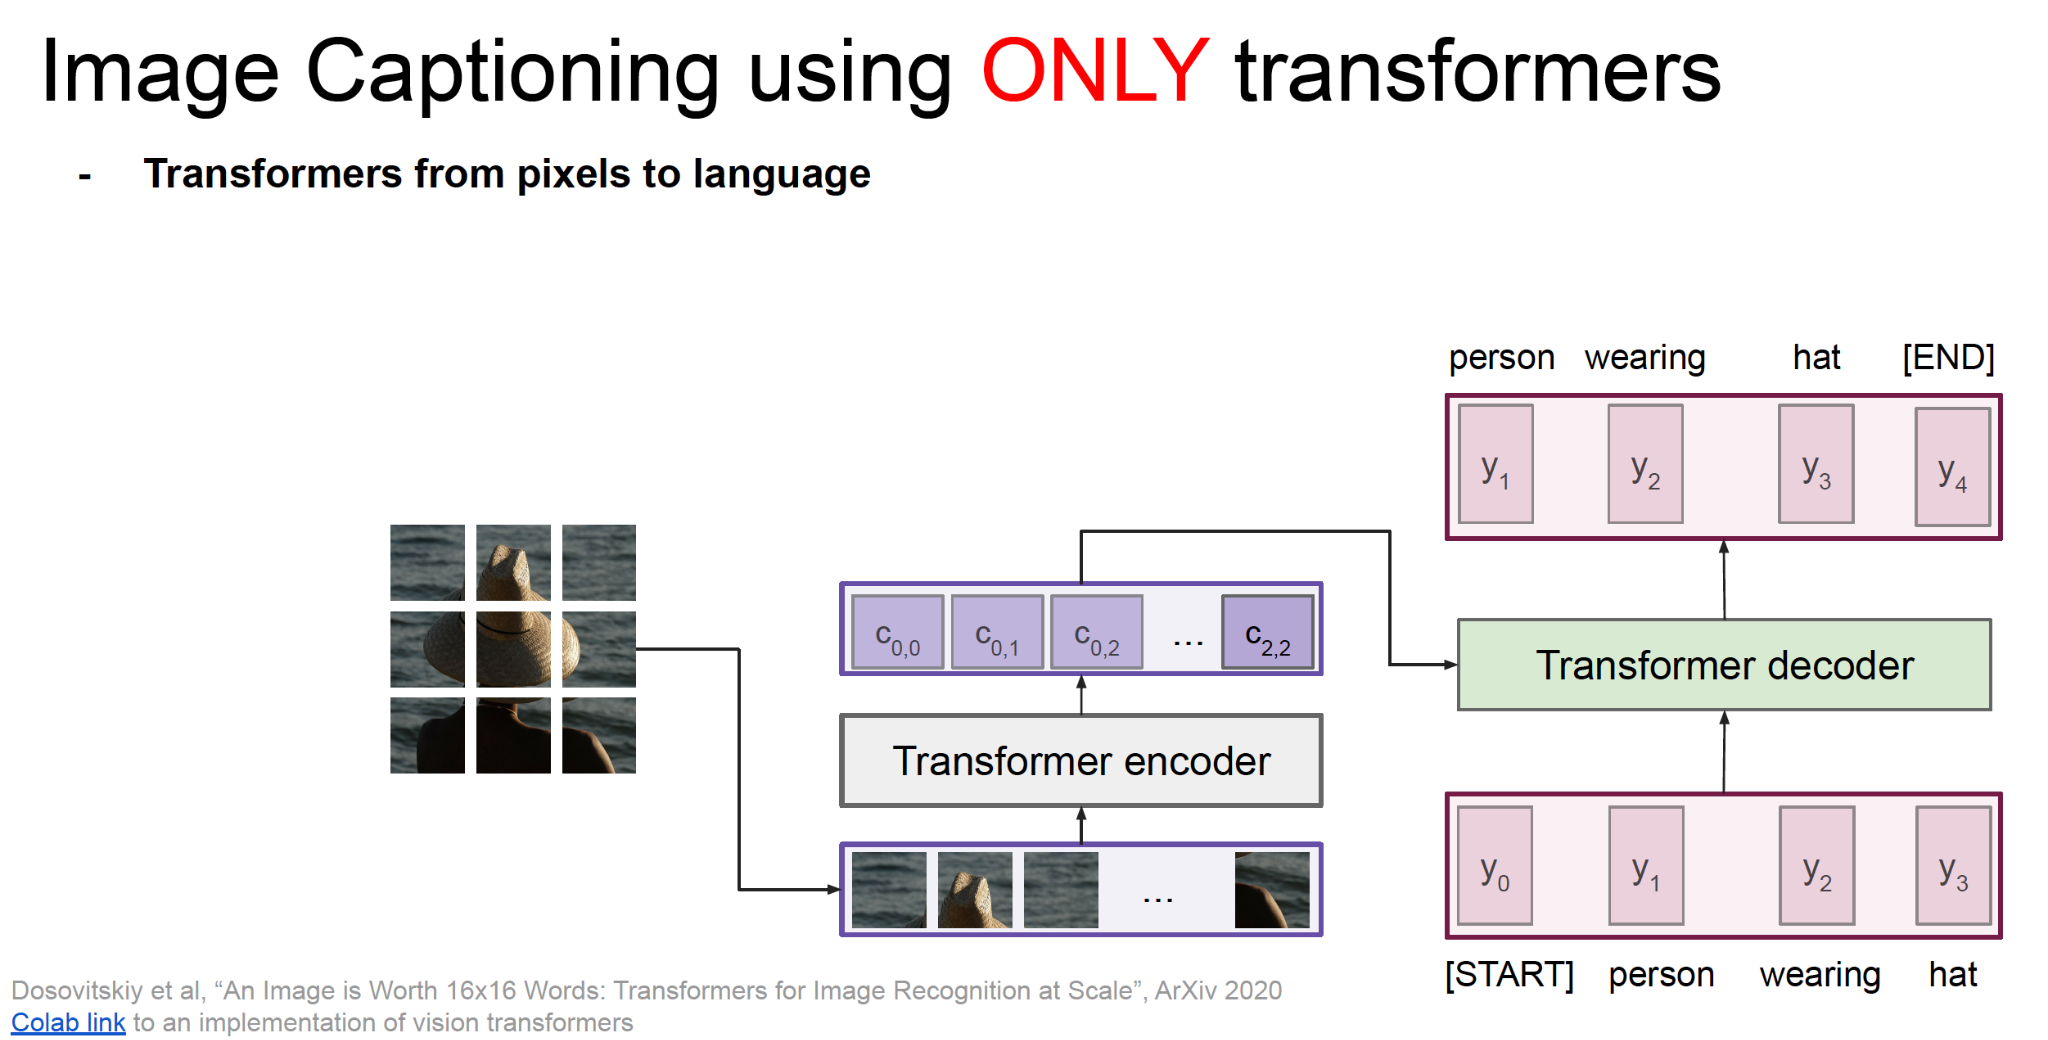 Image Captioning using ONLY transformers
- Transformers from pixels to language
person wearing hat [END]
y1 y2 y3 y4
c0,0 c0,1 c0,2 ... c2,2
Transformer decoder
Transformer encoder
...
y0 y1 y2 y3
[START] person wearing hat
Dosovitskiy et al, “An Image is Worth 16x16 Words: Transformers for Image Recognition at Scale”, ArXiv 2020
Colab link to an implementation of vision transformers